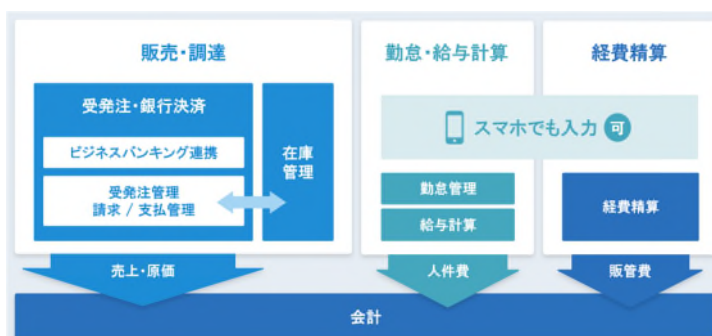 販売・調達
受発注・銀行決済
ビジネスバンキング連携
受発注管理
請求 / 支払管理
在庫
管理
売上・原価
勤怠・給与計算
経費精算
スマホでも入力 可
勤怠管理
給与計算
人件費
経費精算
販管費
会計